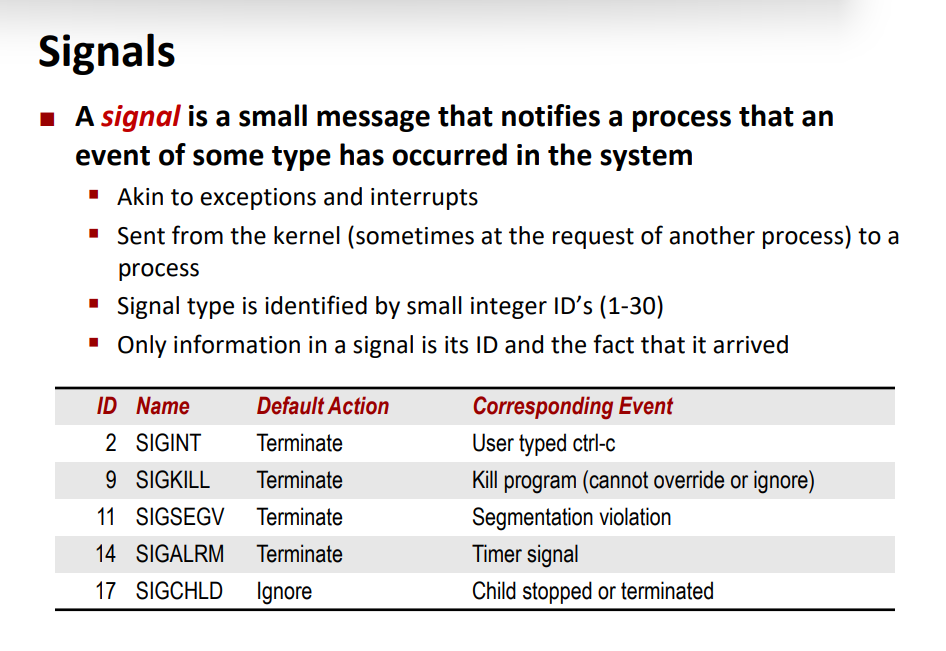 Signals
■ A signal is a small message that notifies a process that an
event of some type has occurred in the system
▪ Akin to exceptions and interrupts
▪ Sent from the kernel (sometimes at the request of another process) to a
process
▪ Signal type is identified by small integer ID’s (1-30)
▪ Only information in a signal is its ID and the fact that it arrived
ID Name Default Action Corresponding Event
2 SIGINT Terminate User typed ctrl-c
9 SIGKILL Terminate Kill program (cannot override or ignore)
11 SIGSEGV Terminate Segmentation violation
14 SIGALRM Terminate Timer signal
17 SIGCHLD Ignore Child stopped or terminated